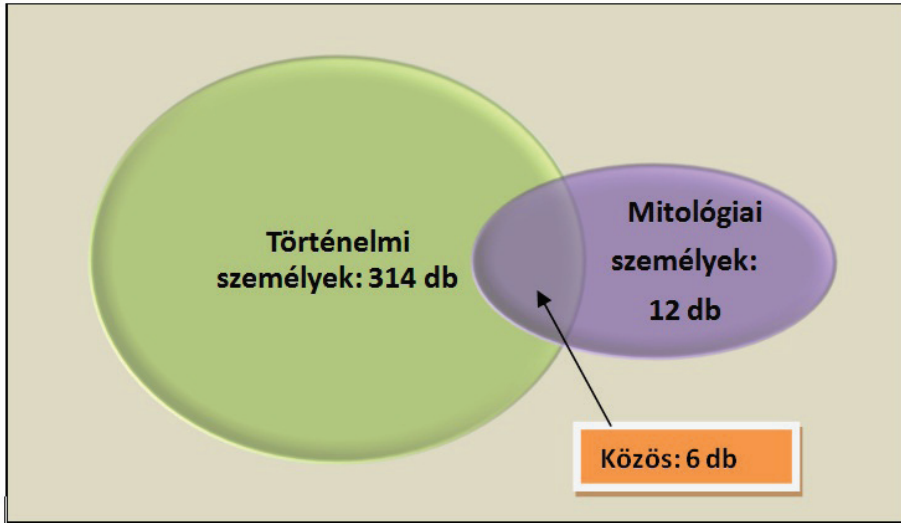 Történelmi
személyek: 314 db
Mitológiai
személyek:
12 db
Közös: 6 db